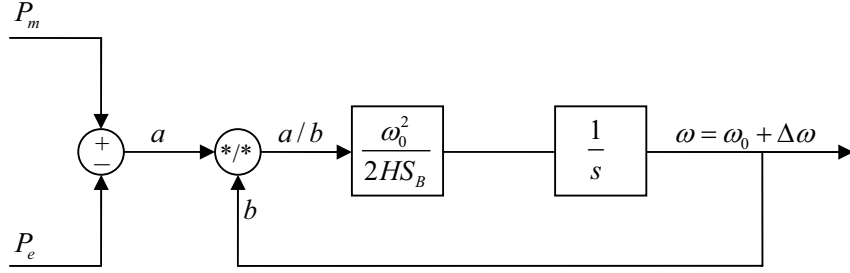 P_m
a
a/b
ω_0^2 / 2HS_B
1/s
ω = ω_0 + Δω
+
−
*/*
b
P_e